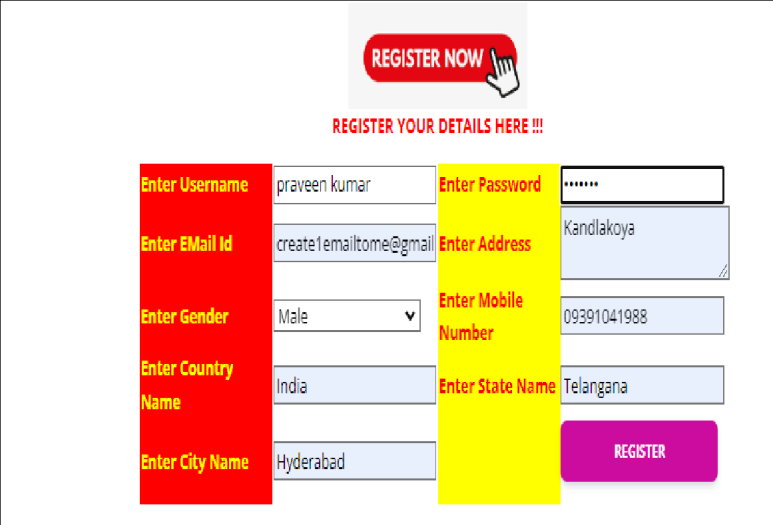 REGISTER NOW
REGISTER YOUR DETAILS HERE !!!
Enter Username praveen kumar Enter Password •••••••
Enter EMail Id create1emailtome@gmail Enter Address Kandlakoya
Enter Gender Male Enter Mobile
Number 09391041988
Enter Country
Name India Enter State Name Telangana
Enter City Name Hyderabad REGISTER